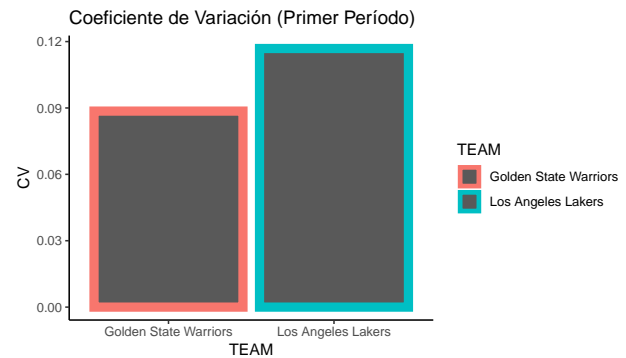 Coeficiente de Variación (Primer Período)
0.12
0.09
0.06
0.03
0.00
CV
Golden State Warriors
Los Angeles Lakers
TEAM
TEAM
Golden State Warriors
Los Angeles Lakers